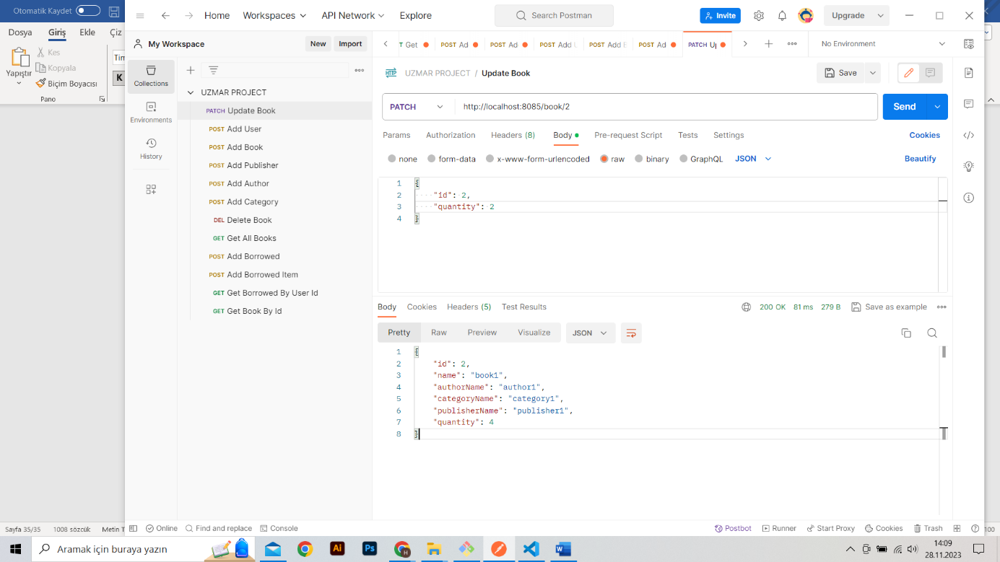 Otomatik Kaydet
Dosya Giriş Ekle Çiz
Yapıştır
Kes
Kopyala
Biçim Boyacısı
Pano
Tim
K
Home Workspaces API Network Explore
Search Postman
Invite
Upgrade
My Workspace
New Import
Get POST Ad POST Ad POST Add POST Add POST Ad PATCH
No Environment
Collections
Environments
History
UZMAR PROJECT
PATCH Update Book
POST Add User
POST Add Book
POST Add Publisher
POST Add Author
POST Add Category
DEL Delete Book
GET Get All Books
POST Add Borrowed
POST Add Borrowed Item
GET Get Borrowed By User Id
GET Get Book By Id
HTTP UZMAR PROJECT / Update Book
Save
PATCH http://localhost:8085/book/2
Send
Params Authorization Headers (8) Body Pre-request Script Tests Settings Cookies
none form-data x-www-form-urlencoded raw binary GraphQL JSON Beautify
1 {
2 "id": 2,
3 "quantity": 2
4 }
Body Cookies Headers (5) Test Results 200 OK 81 ms 279 B Save as example
Pretty Raw Preview Visualize JSON
1 {
2 "id": 2,
3 "name": "book1",
4 "authorName": "author1",
5 "categoryName": "category1",
6 "publisherName": "publisher1",
7 "quantity": 4
8 }
Sayfa 35/35 1008 sözcük Metin T
Online Find and replace Console
Postbot Runner Start Proxy Cookies Trash
100
Aramak için buraya yazın
Ai
Ps
H
W
14:09
28.11.2023